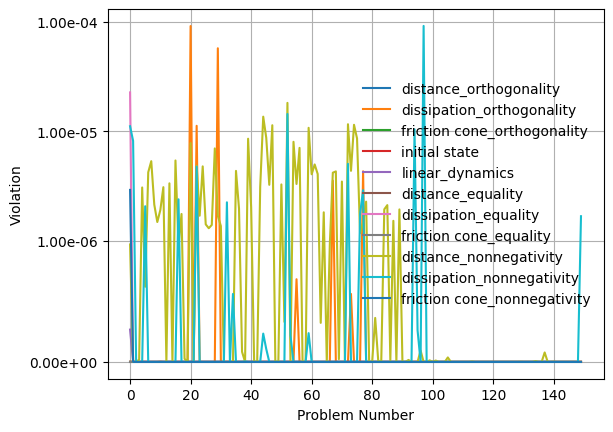 1.00e-04
1.00e-05
1.00e-06
0.00e+00
Violation
distance_orthogonality
dissipation_orthogonality
friction cone_orthogonality
initial state
linear_dynamics
distance_equality
dissipation_equality
friction cone_equality
distance_nonnegativity
dissipation_nonnegativity
friction cone_nonnegativity
0 20 40 60 80 100 120 140
Problem Number